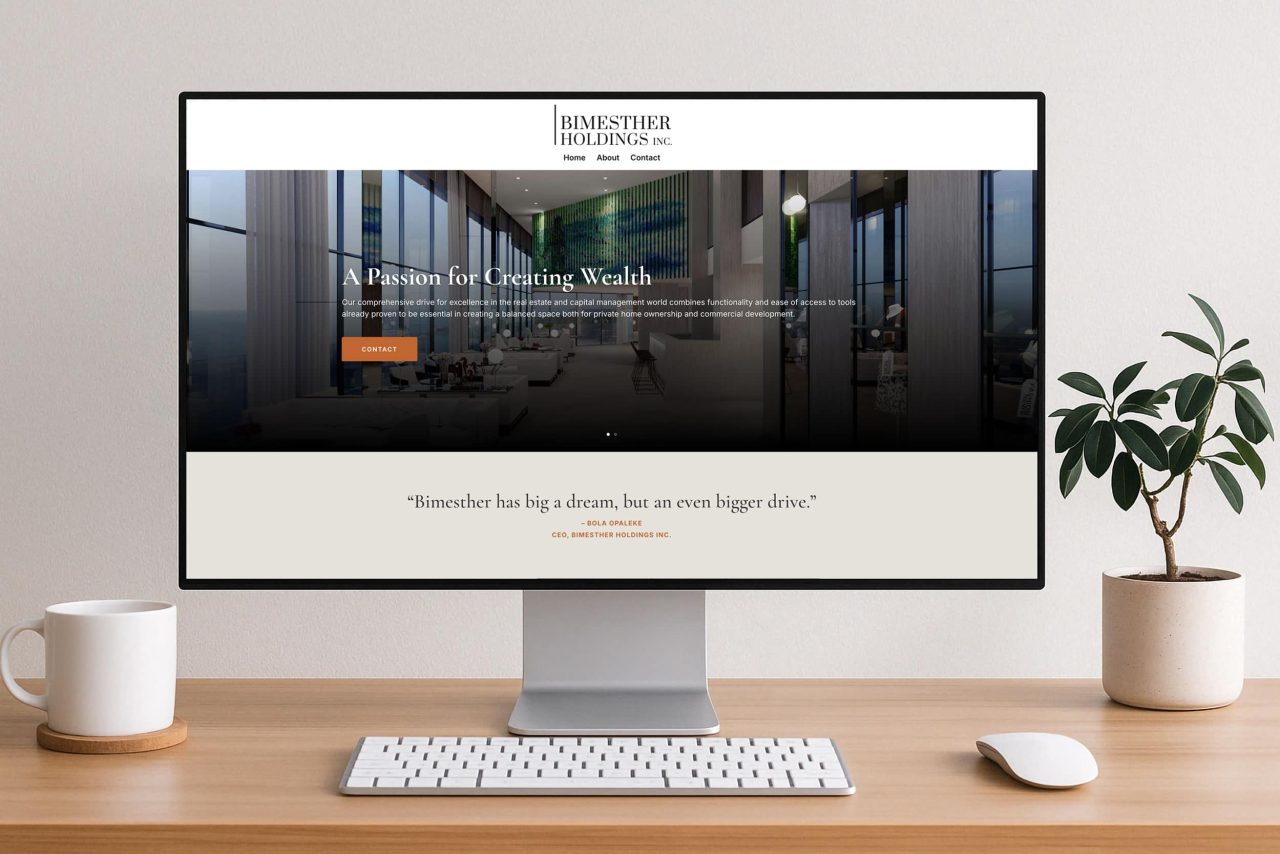 BIMESTHER
HOLDINGS INC.
Home About Contact
A Passion for Creating Wealth
Our comprehensive drive for excellence in the real estate and capital management world combines functionality and ease of access to tools
already proven to be essential in creating a balanced space both for private home ownership and commercial development.
CONTACT
“Bimesther has big a dream, but an even bigger drive.”
– BOLA OPALEKE
CEO, BIMESTHER HOLDINGS INC.